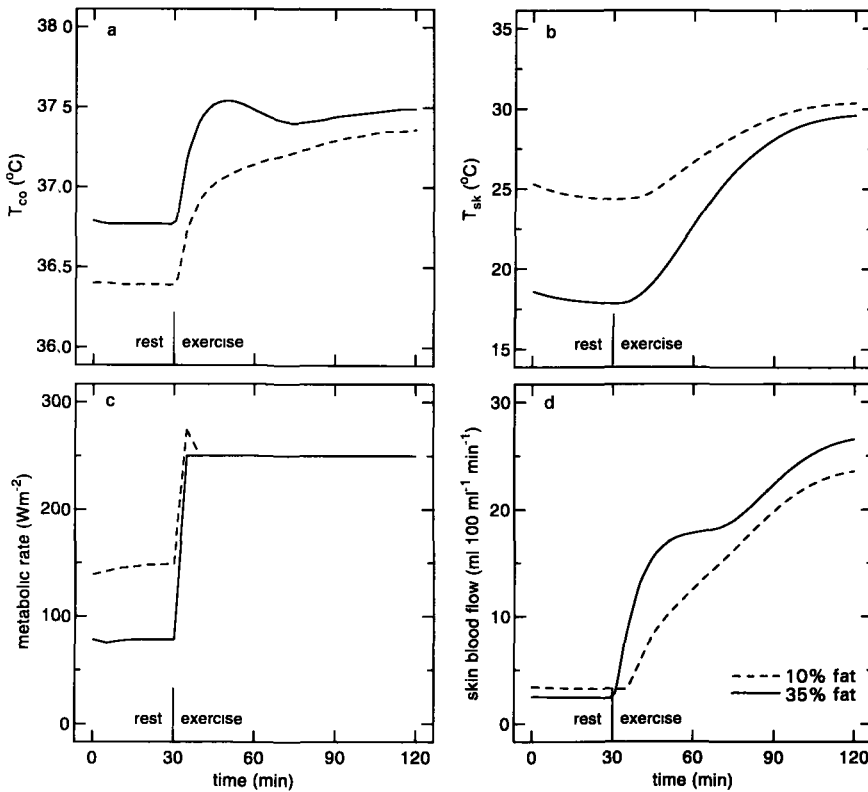 a
38 0
37.5
37.0
36.5
36.0
T co (°C)
rest exercise
b
35
30
25
20
15
T sk (°C)
rest exercise
c
300
200
100
0
metabolic rate (Wm-2)
rest exercise
0 30 60 90 120
time (min)
d
30
20
10
0
skin blood flow (ml 100 ml-1 min-1)
10% fat
35% fat
rest exercise
0 30 60 90 120
time (min)